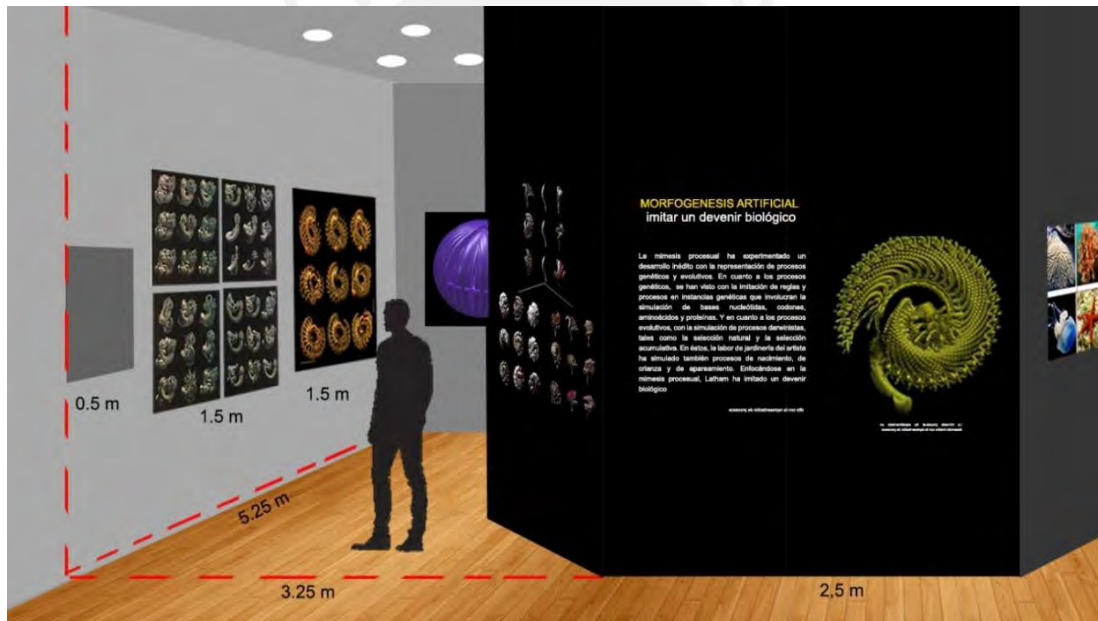 MORFOGENESIS ARTIFICIAL
imitar un devenir biológico
La mimesis procesual ha experimentado un
desarrollo inédito con la representación de procesos
genéticos y evolutivos. En cuanto a los procesos
genéticos, se han visto con la imitación de reglas y
procesos en instancias genéticas que involucran la
simulación de bases nucleótidas, codones,
aminoácidos y proteínas. Y en cuanto a los procesos
evolutivos, con la simulación de procesos darwinistas,
tales como la selección natural y la selección
acumulativa. En éstos, la labor de jardinería del artista
ha simulado también procesos de nacimiento, de
crianza y de apareamiento. Enfocándose en la
mimesis procesual, Latham ha imitado un devenir
biológico
0.5 m
1.5 m
1.5 m
5.25 m
3.25 m
2,5 m